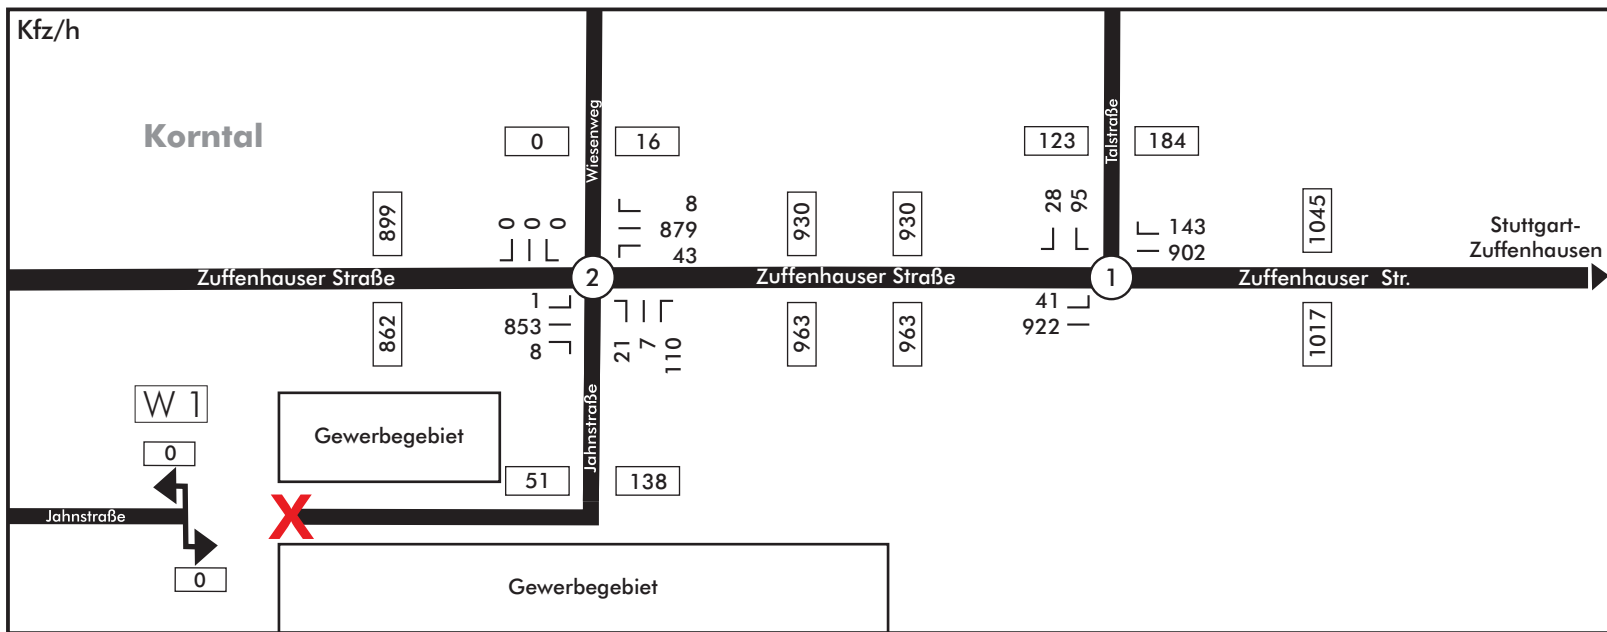 Kfz/h
Korntal
Wiesenweg
Talstraße
0
16
123
184
899
0
0
0
8
879
43
930
930
28
95
143
902
1045
Stuttgart-
Zuffenhausen
Zuffenhauser Straße
2
Zuffenhauser Straße
1
Zuffenhauser Str.
862
1
853
8
21
7
110
963
963
41
922
1017
W 1
Jahnstraße
Gewerbegebiet
0
51
138
X
Jahnstraße
0
Gewerbegebiet